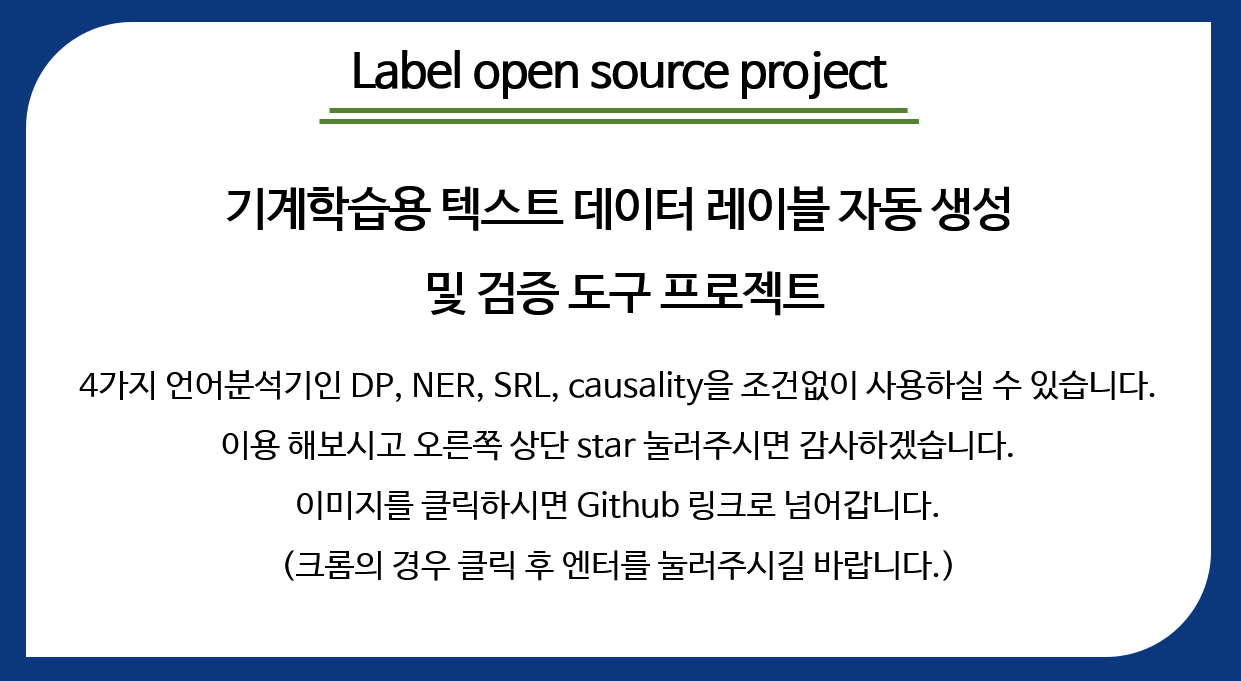 Label open source project
기계학습용 텍스트 데이터 레이블 자동 생성
및 검증 도구 프로젝트
4가지 언어분석기인 DP, NER, SRL, causality을 조건없이 사용하실 수 있습니다.
이용 해보시고 오른쪽 상단 star 눌러주시면 감사하겠습니다.
이미지를 클릭하시면 Github 링크로 넘어갑니다.
(크롬의 경우 클릭 후 엔터를 눌러주시길 바랍니다.)